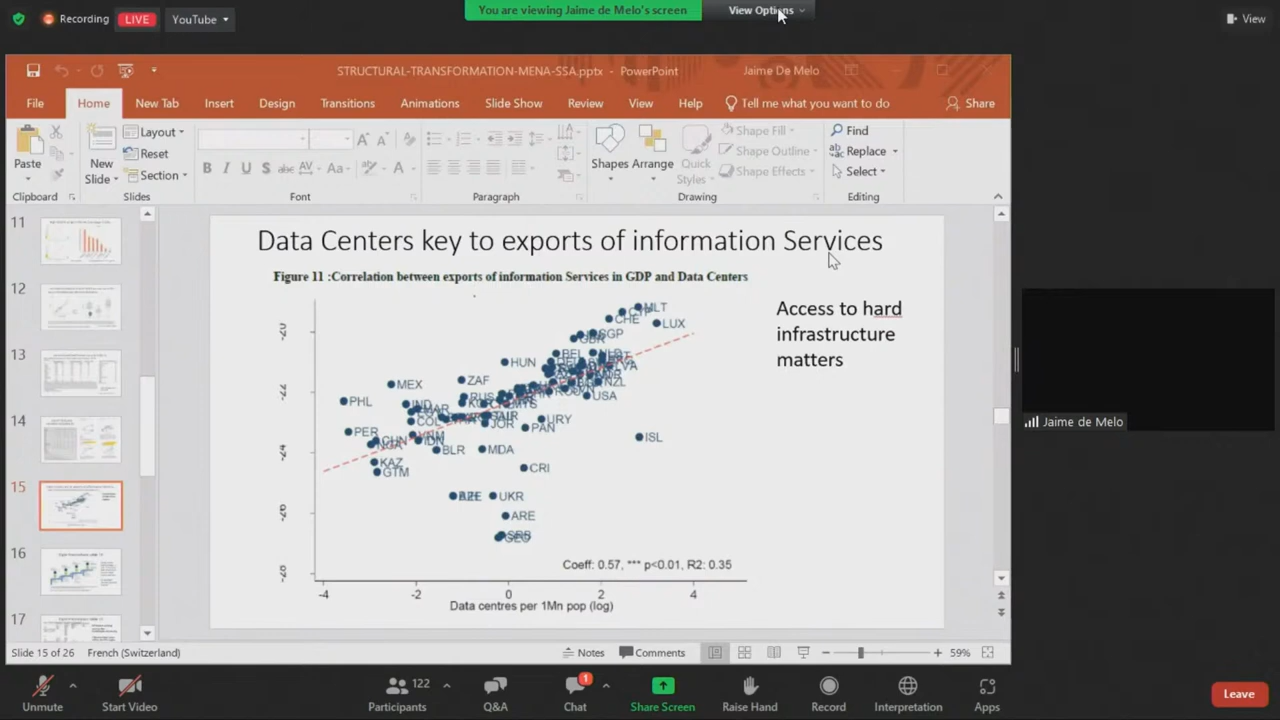 Recording
LIVE
YouTube
You are viewing Jaime de Melo's screen
View Options
View
STRUCTURAL-TRANSFORMATION-MENA-SSA.pptx - PowerPoint
Jaime De Melo
File
Home
New Tab
Insert
Design
Transitions
Animations
Slide Show
Review
View
Help
Tell me what you want to do
Share
Paste
New Slide
Layout
Reset
Section
Shapes
Arrange
Quick Styles
Shape Fill
Shape Outline
Shape Effects
Find
Replace
Select
Clipboard
Slides
Font
Paragraph
Drawing
Editing
11
12
13
14
15
16
17
Data Centers key to exports of information Services
Figure 11 :Correlation between exports of information Services in GDP and Data Centers
Access to hard
infrastructure
matters
MLT
CHE
LUX
SGP
GBR
BEL
HUN
MEX
ZAF
NZL
USA
PHL
IND
COL
JOR
URY
PAN
ISL
PER
IDN
BLR
MDA
KAZ
GTM
CRI
UKR
ARE
SRB
GEO
-24
-28
Coeff: 0.57, *** p<0.01, R2: 0.35
-4
-2
0
2
4
Data centres per 1Mn pop (log)
Slide 15 of 26
French (Switzerland)
Notes
Comments
59%
Jaime de Melo
Unmute
Start Video
122
Participants
Q&A
1
Chat
Share Screen
Raise Hand
Record
Interpretation
Apps
Leave